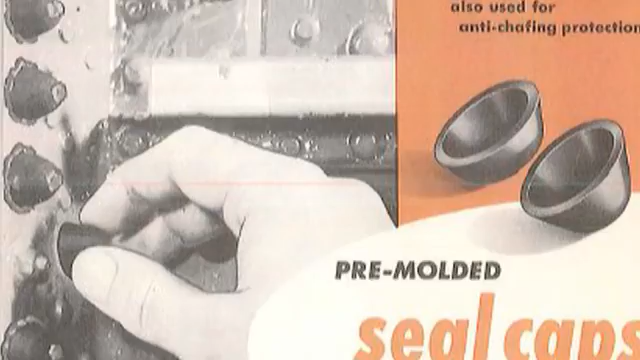 also used for
anti-chafing protection
PRE-MOLDED
seal caps